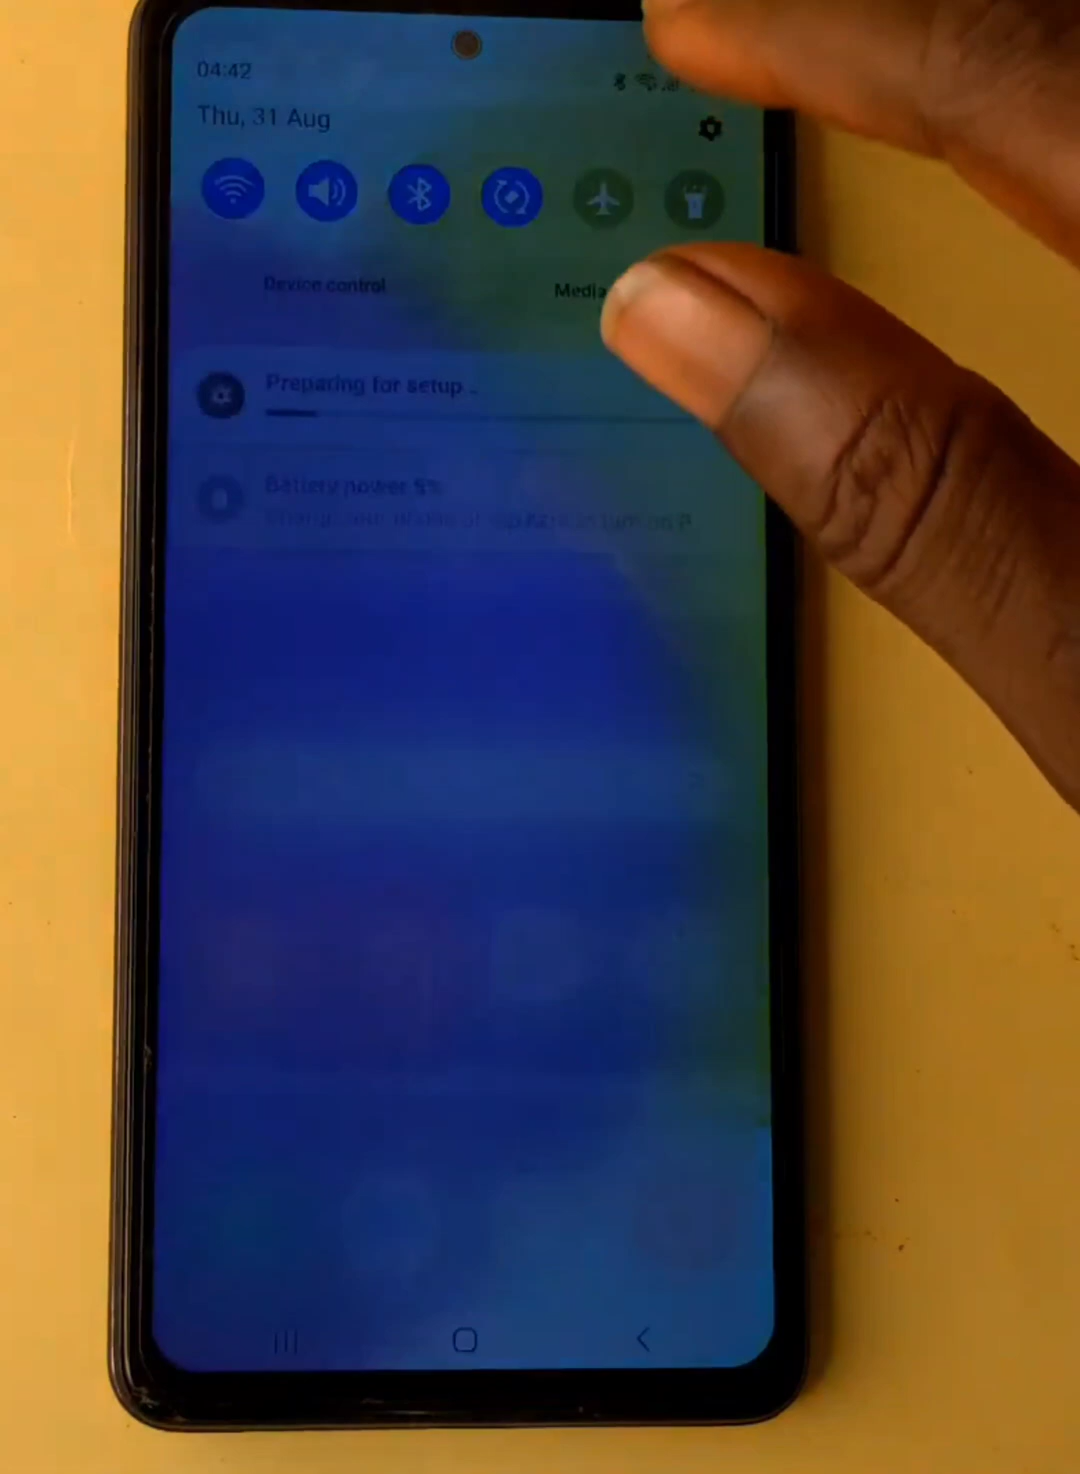 04:42
Thu, 31 Aug
Device control
Media
Preparing for setup...
Battery power 5%